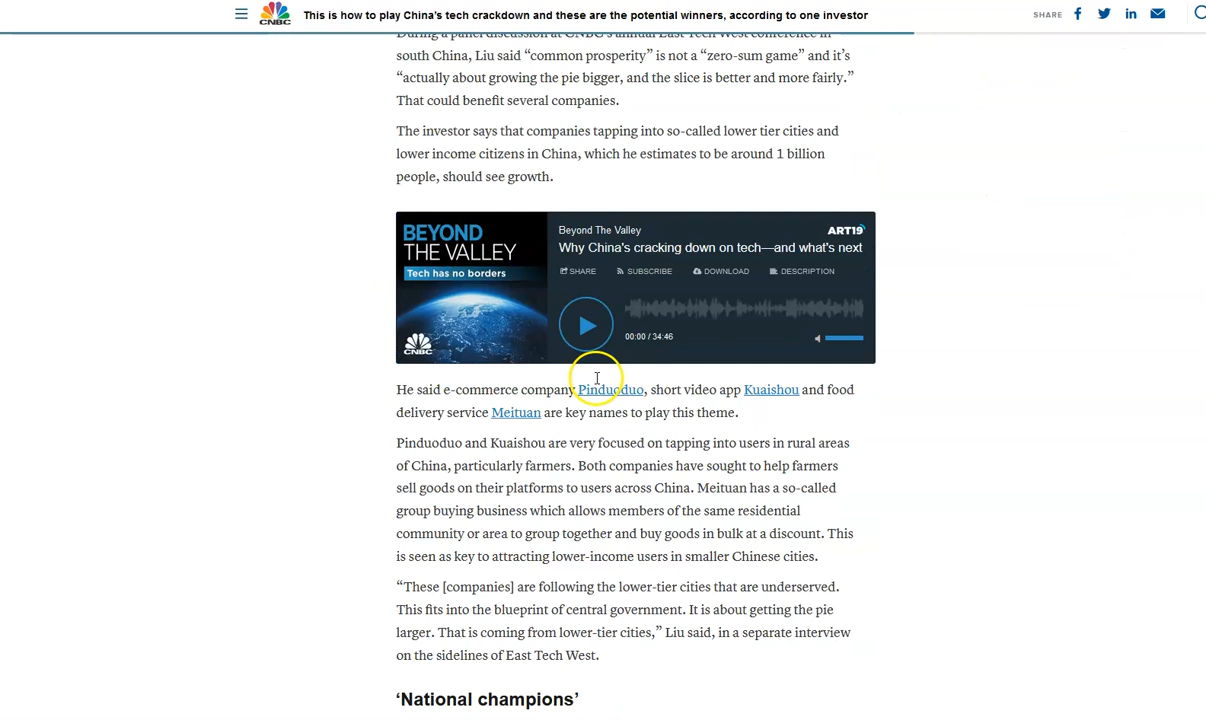 CNBC
This is how to play China's tech crackdown and these are the potential winners, according to one investor
SHARE
During a panel discussion at CNBC's annual East Tech West conference in
south China, Liu said “common prosperity” is not a “zero-sum game” and it's
“actually about growing the pie bigger, and the slice is better and more fairly.”
That could benefit several companies.
The investor says that companies tapping into so-called lower tier cities and
lower income citizens in China, which he estimates to be around 1 billion
people, should see growth.
BEYOND
THE VALLEY
Tech has no borders
CNBC
Beyond The Valley
ART19
Why China's cracking down on tech—and what's next
SHARE
SUBSCRIBE
DOWNLOAD
DESCRIPTION
00:00 / 34:46
He said e-commerce company Pinduoduo, short video app Kuaishou and food
delivery service Meituan are key names to play this theme.
Pinduoduo and Kuaishou are very focused on tapping into users in rural areas
of China, particularly farmers. Both companies have sought to help farmers
sell goods on their platforms to users across China. Meituan has a so-called
group buying business which allows members of the same residential
community or area to group together and buy goods in bulk at a discount. This
is seen as key to attracting lower-income users in smaller Chinese cities.
“These [companies] are following the lower-tier cities that are underserved.
This fits into the blueprint of central government. It is about getting the pie
larger. That is coming from lower-tier cities,” Liu said, in a separate interview
on the sidelines of East Tech West.
‘National champions’